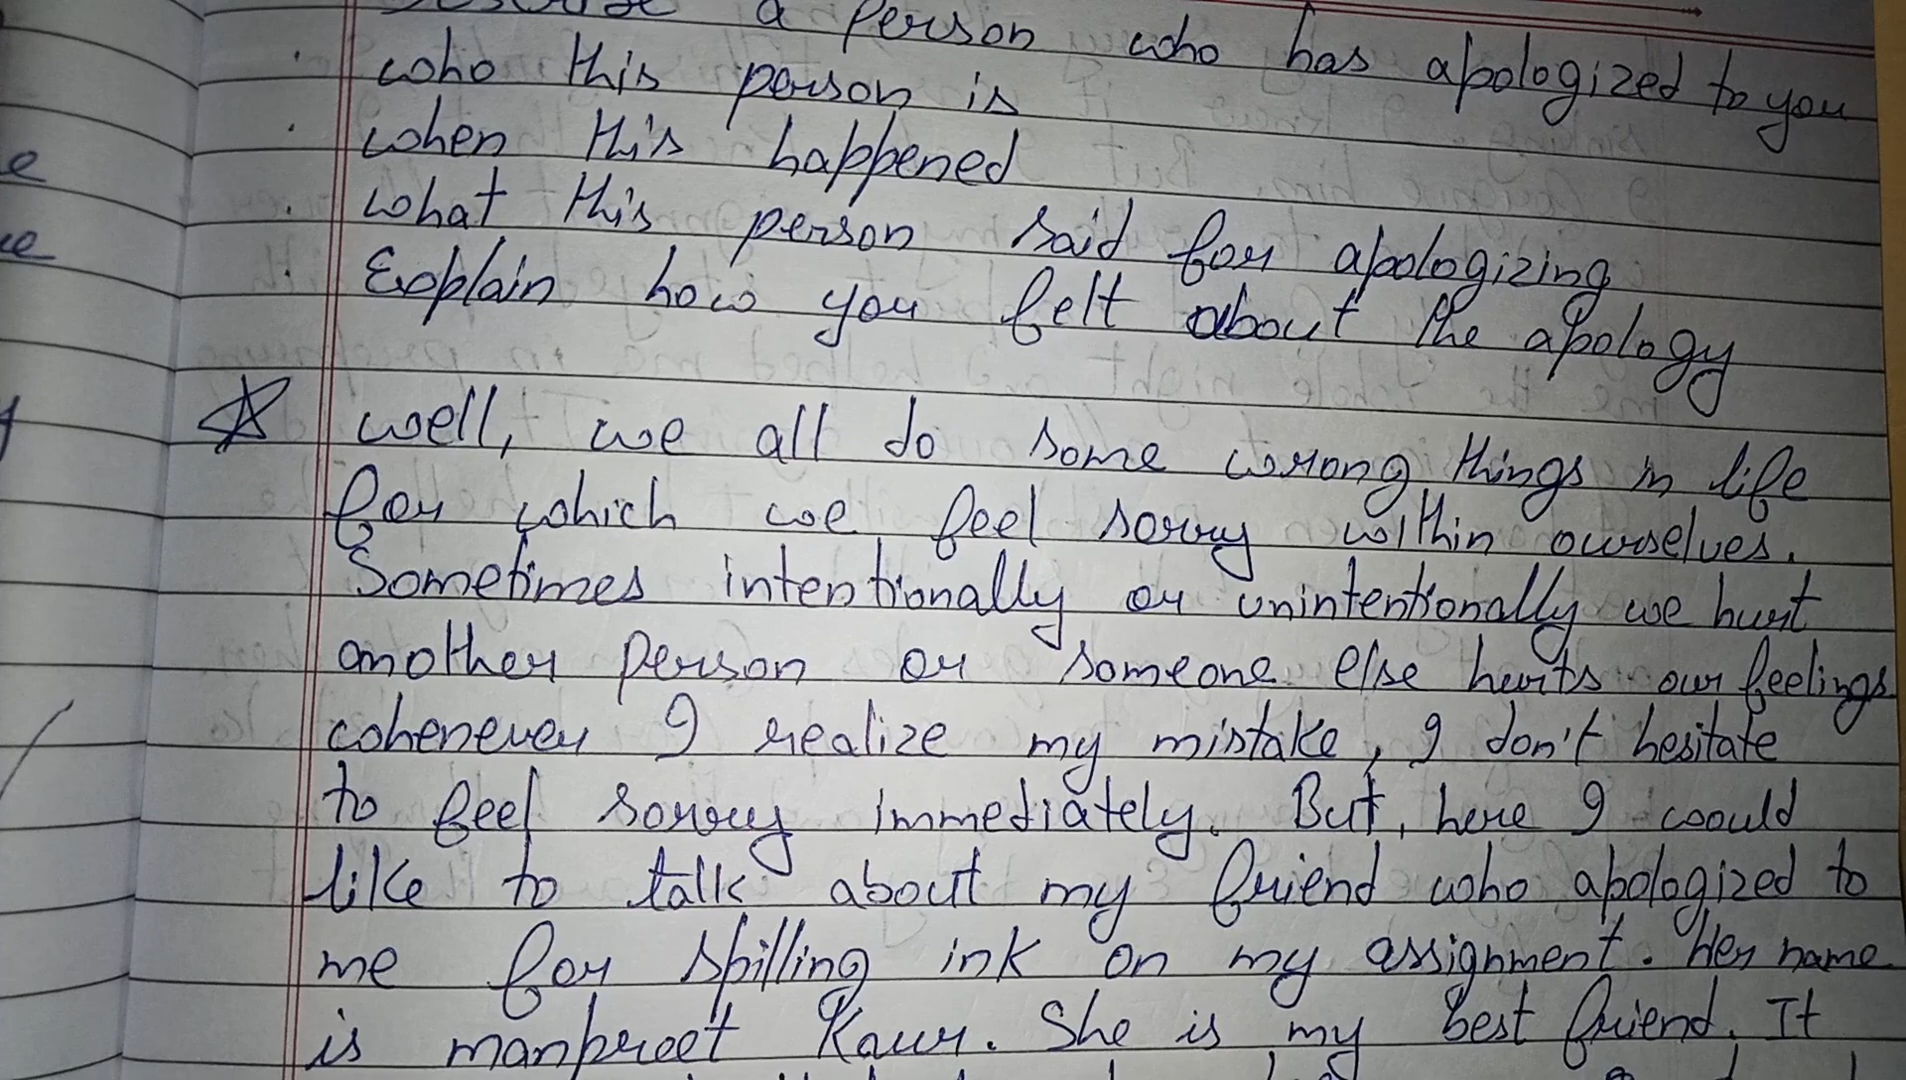 Describe a Person who has apologized to you
. who this person is
. when this happened
. what this person said for apologizing
. Explain how you felt about the apology
well, we all do some wrong things in life
for which we feel sorry within ourselves.
Sometimes intentionally or unintentionally we hurt
another person or someone else hurts our feelings
whenever I realize my mistake, I don't hesitate
to feel sorry immediately. But, here I would
like to talk about my friend who apologized to
me for spilling ink on my assignment. Her name
is manpreet Kaur. She is my best friend. It
e